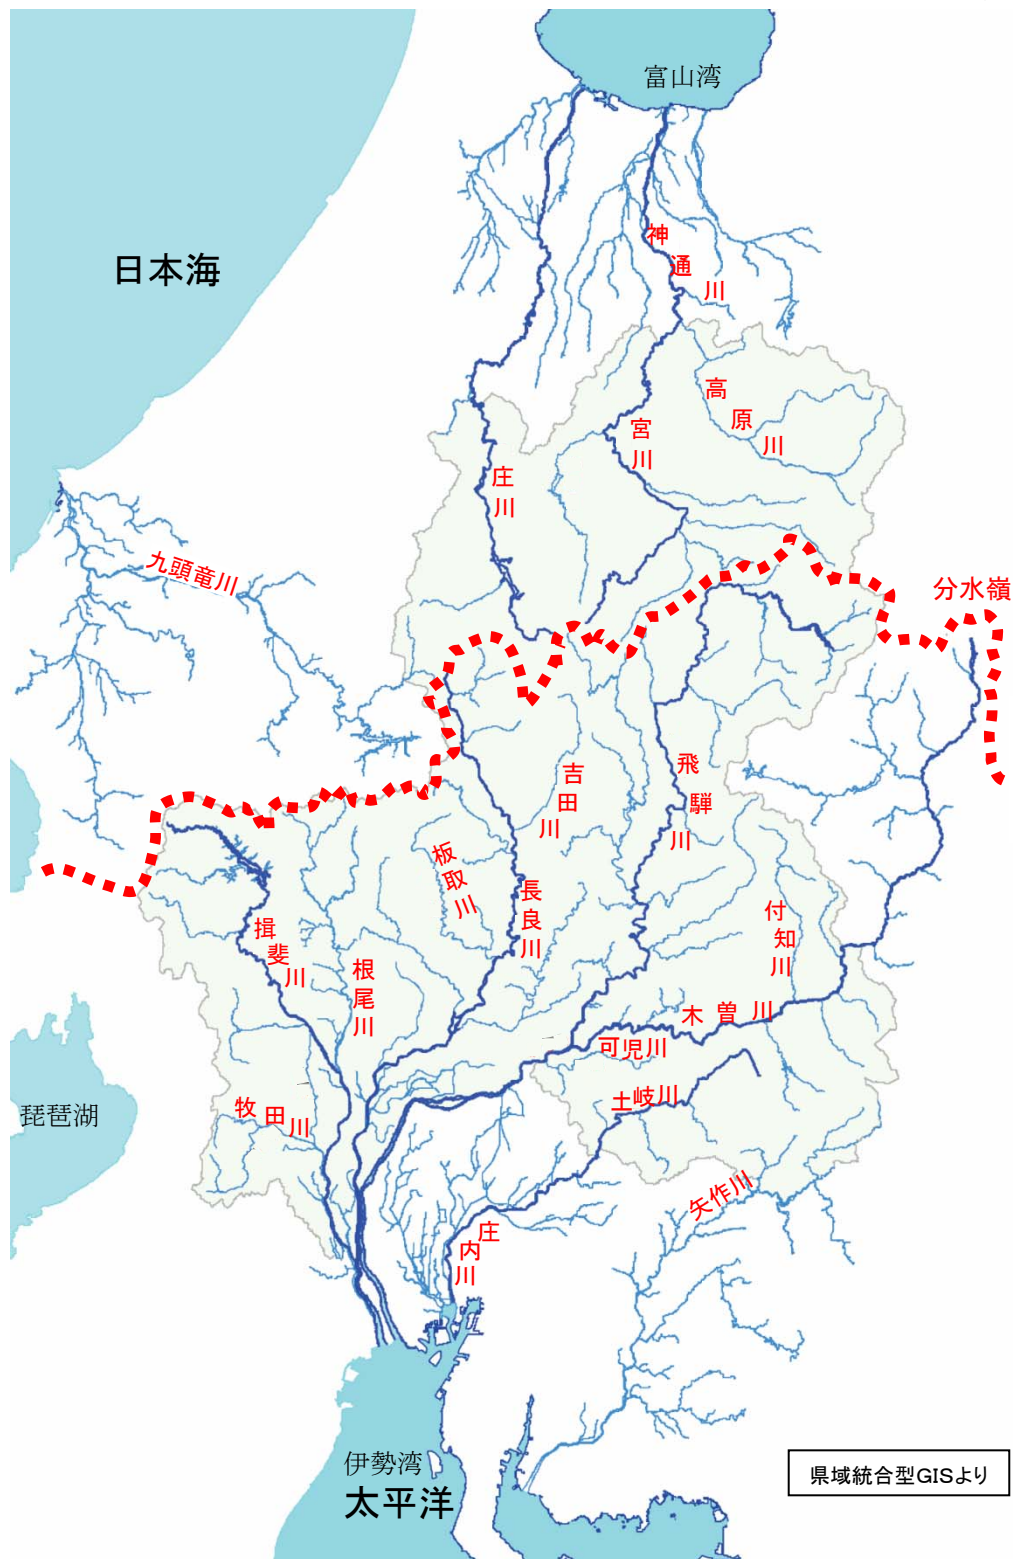 富山湾
日本海
神通川
高原川
宮川
庄川
九頭竜川
分水嶺
飛騨川
吉田川
板取川
長良川
付知川
揖斐川
根尾川
木曽川
可児川
土岐川
琵琶湖
牧田川
矢作川
庄内川
伊勢湾
太平洋
県域統合型GISより